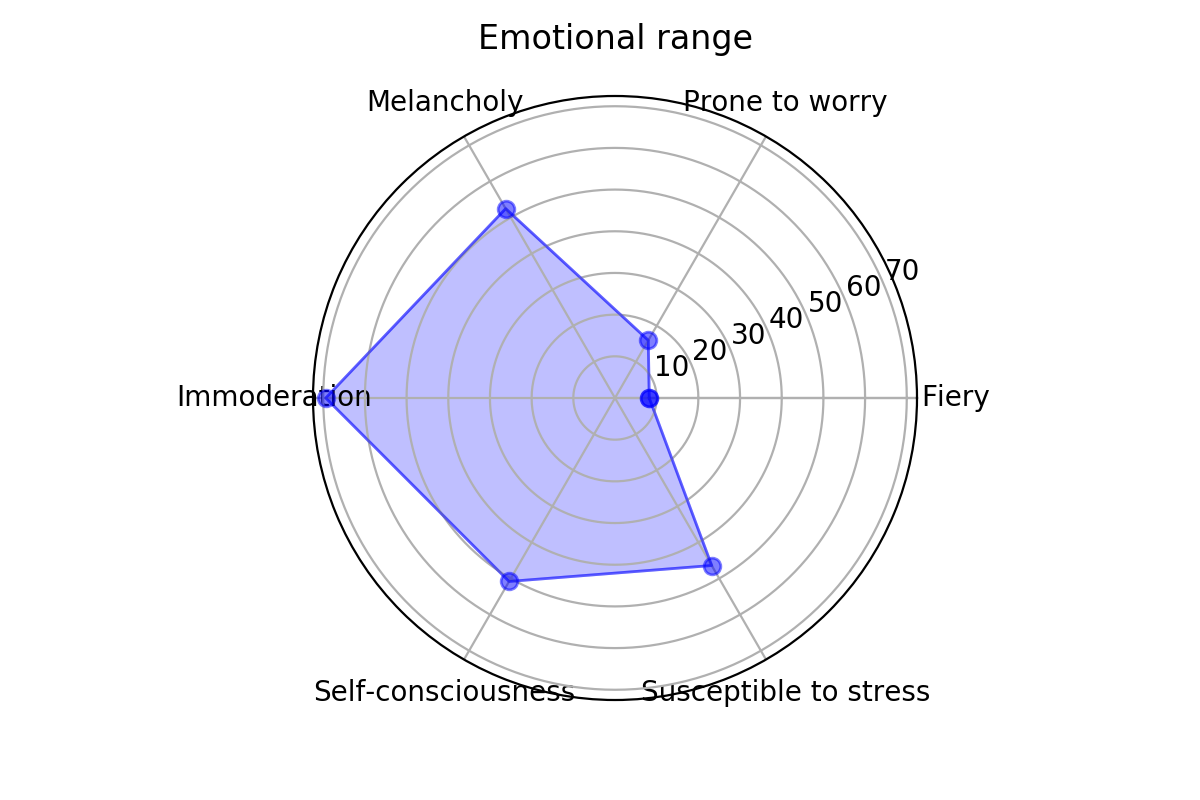 Emotional range
Melancholy
Prone to worry
70
60
50
40
30
20
10
Immoderation
Fiery
Self-consciousness
Susceptible to stress